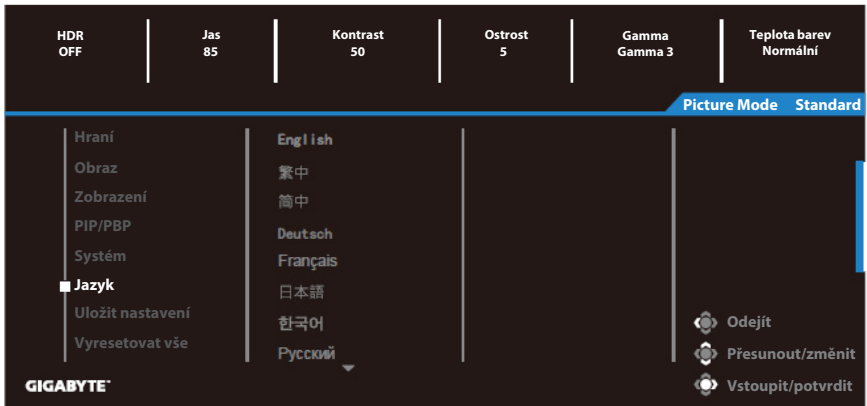 HDR
OFF
Jas
85
Kontrast
50
Ostrost
5
Gamma
Gamma 3
Teplota barev
Normální
Picture Mode Standard
Hraní
Obraz
Zobrazení
PIP/PBP
Systém
Jazyk
Uložit nastavení
Vyresetovat vše
English
繁中
简中
Deutsch
Français
日本語
한국어
Русский
Odejít
Přesunout/změnit
Vstoupit/potvrdit
GIGABYTE™